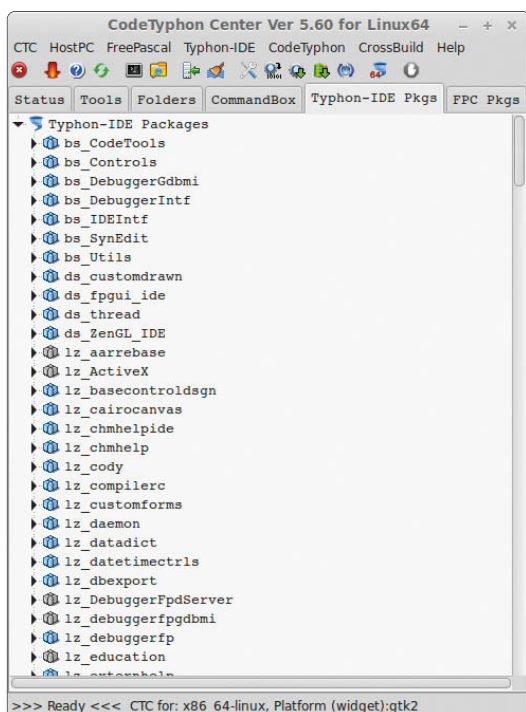 CodeTyphon Center Ver 5.60 for Linux64
CTC HostPC FreePascal Typhon-IDE CodeTyphon CrossBuild Help
Status Tools Folders CommandBox Typhon-IDE Pkgs FPC Pkgs
Typhon-IDE Packages
bs_CodeTools
bs_Controls
bs_DebuggerGdbmi
bs_DebuggerIntf
bs_IDEIntf
bs_SynEdit
bs_Utils
ds_customdrawn
ds_fpgui_ide
ds_thread
ds_ZenGL_IDE
lz_aarrebase
lz_ActiveX
lz_basecontroldsgn
lz_cairocanvas
lz_chmhelpide
lz_chmhelp
lz_cody
lz_compilerc
lz_customforms
lz_daemon
lz_datadict
lz_datetimectrls
lz_dbexport
lz_DebuggerFpdServer
lz_debuggerfpgdbmi
lz_debuggerfp
lz_education
lz_externhelp
>>> Ready <<< CTC for: x86_64-linux, Platform (widget):gtk2